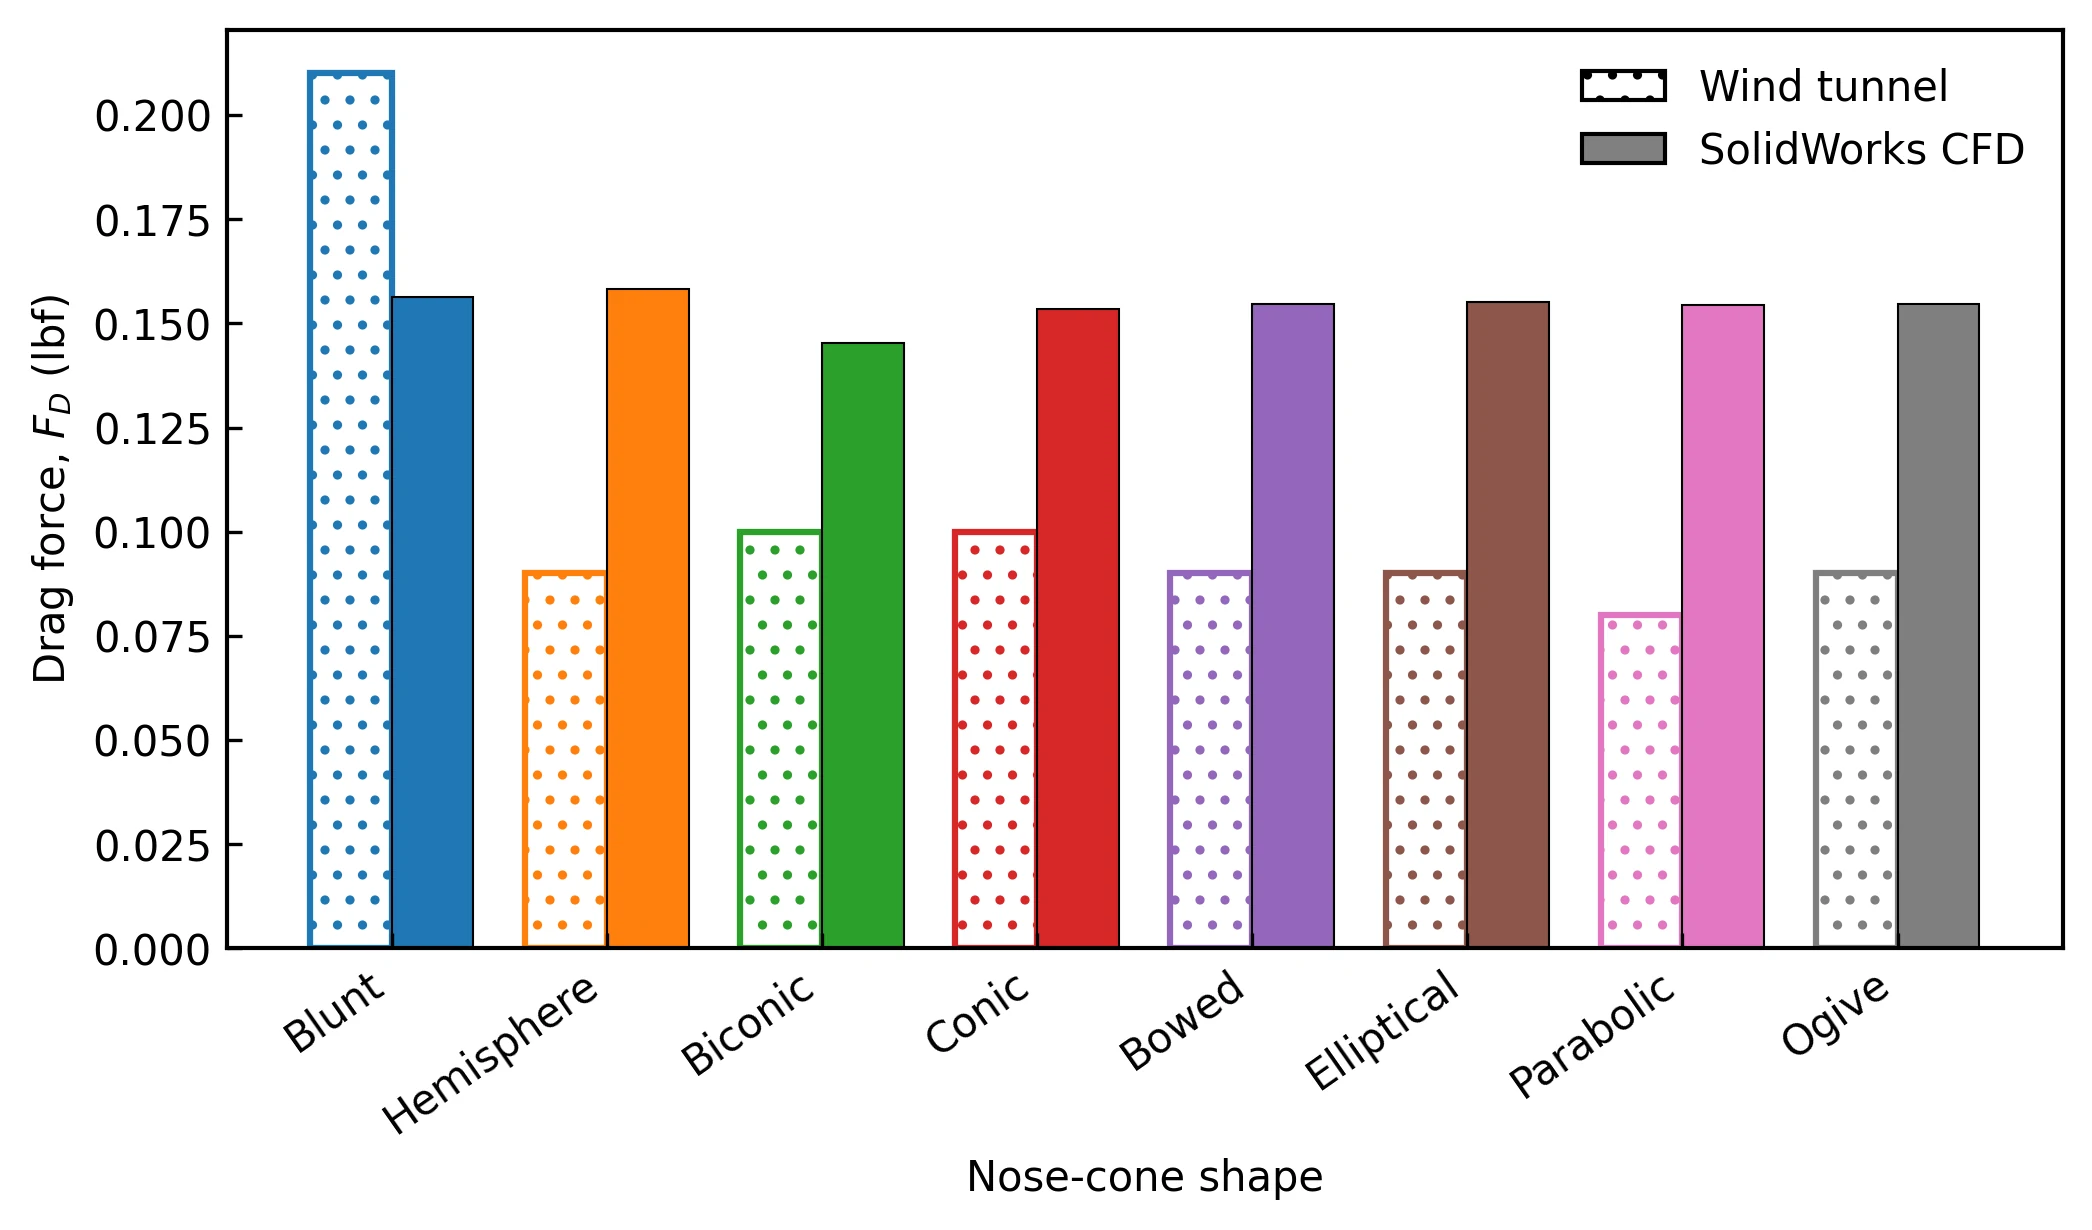 Wind tunnel
SolidWorks CFD
Drag force, F_D (lbf)
0.200
0.175
0.150
0.125
0.100
0.075
0.050
0.025
0.000
Blunt
Hemisphere
Biconic
Conic
Bowed
Elliptical
Parabolic
Ogive
Nose-cone shape